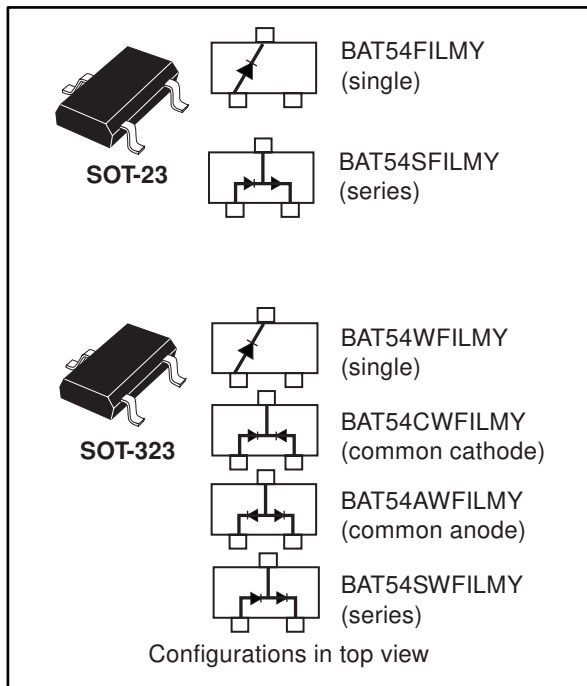 BAT54FILMY
(single)
SOT-23
BAT54SFILMY
(series)
BAT54WFILMY
(single)
SOT-323
BAT54CWFILMY
(common cathode)
BAT54AWFILMY
(common anode)
BAT54SWFILMY
(series)
Configurations in top view